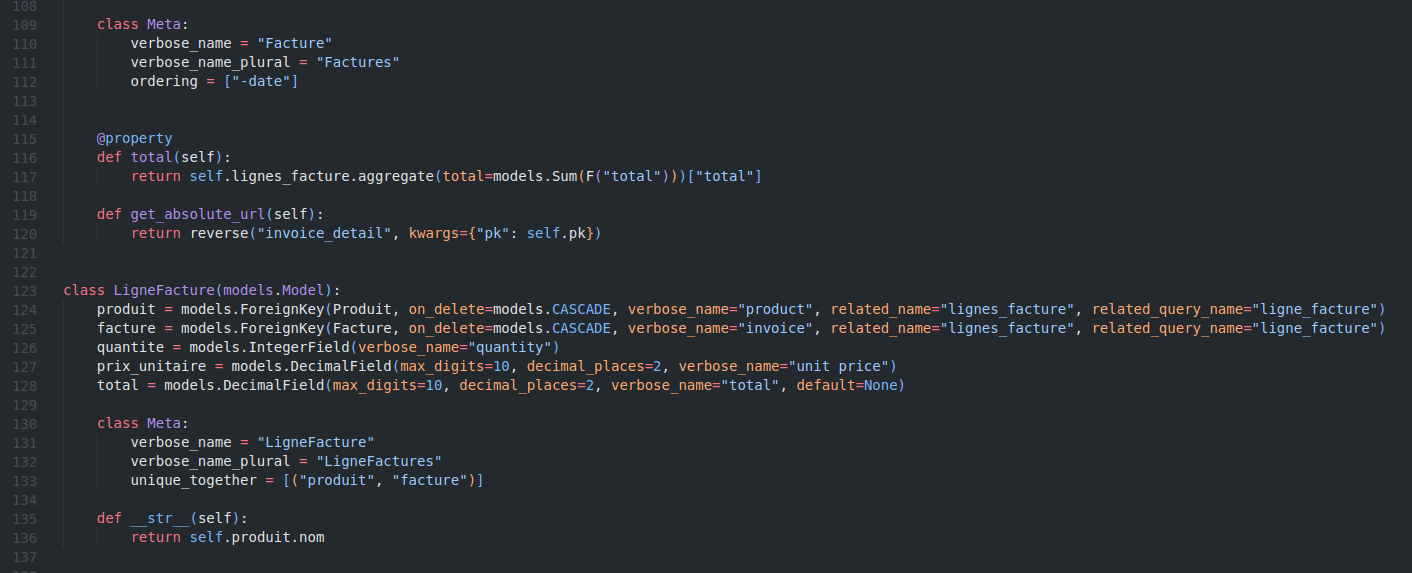 108
109 class Meta:
110 verbose_name = "Facture"
111 verbose_name_plural = "Factures"
112 ordering = ["-date"]
113
114
115 @property
116 def total(self):
117 return self.lignes_facture.aggregate(total=models.Sum(F("total")))["total"]
118
119 def get_absolute_url(self):
120 return reverse("invoice_detail", kwargs={"pk": self.pk})
121
122
123 class LigneFacture(models.Model):
124 produit = models.ForeignKey(Produit, on_delete=models.CASCADE, verbose_name="product", related_name="lignes_facture", related_query_name="ligne_facture")
125 facture = models.ForeignKey(Facture, on_delete=models.CASCADE, verbose_name="invoice", related_name="lignes_facture", related_query_name="ligne_facture")
126 quantite = models.IntegerField(verbose_name="quantity")
127 prix_unitaire = models.DecimalField(max_digits=10, decimal_places=2, verbose_name="unit price")
128 total = models.DecimalField(max_digits=10, decimal_places=2, verbose_name="total", default=None)
129
130 class Meta:
131 verbose_name = "LigneFacture"
132 verbose_name_plural = "LigneFactures"
133 unique_together = [("produit", "facture")]
134
135 def __str__(self):
136 return self.produit.nom
137